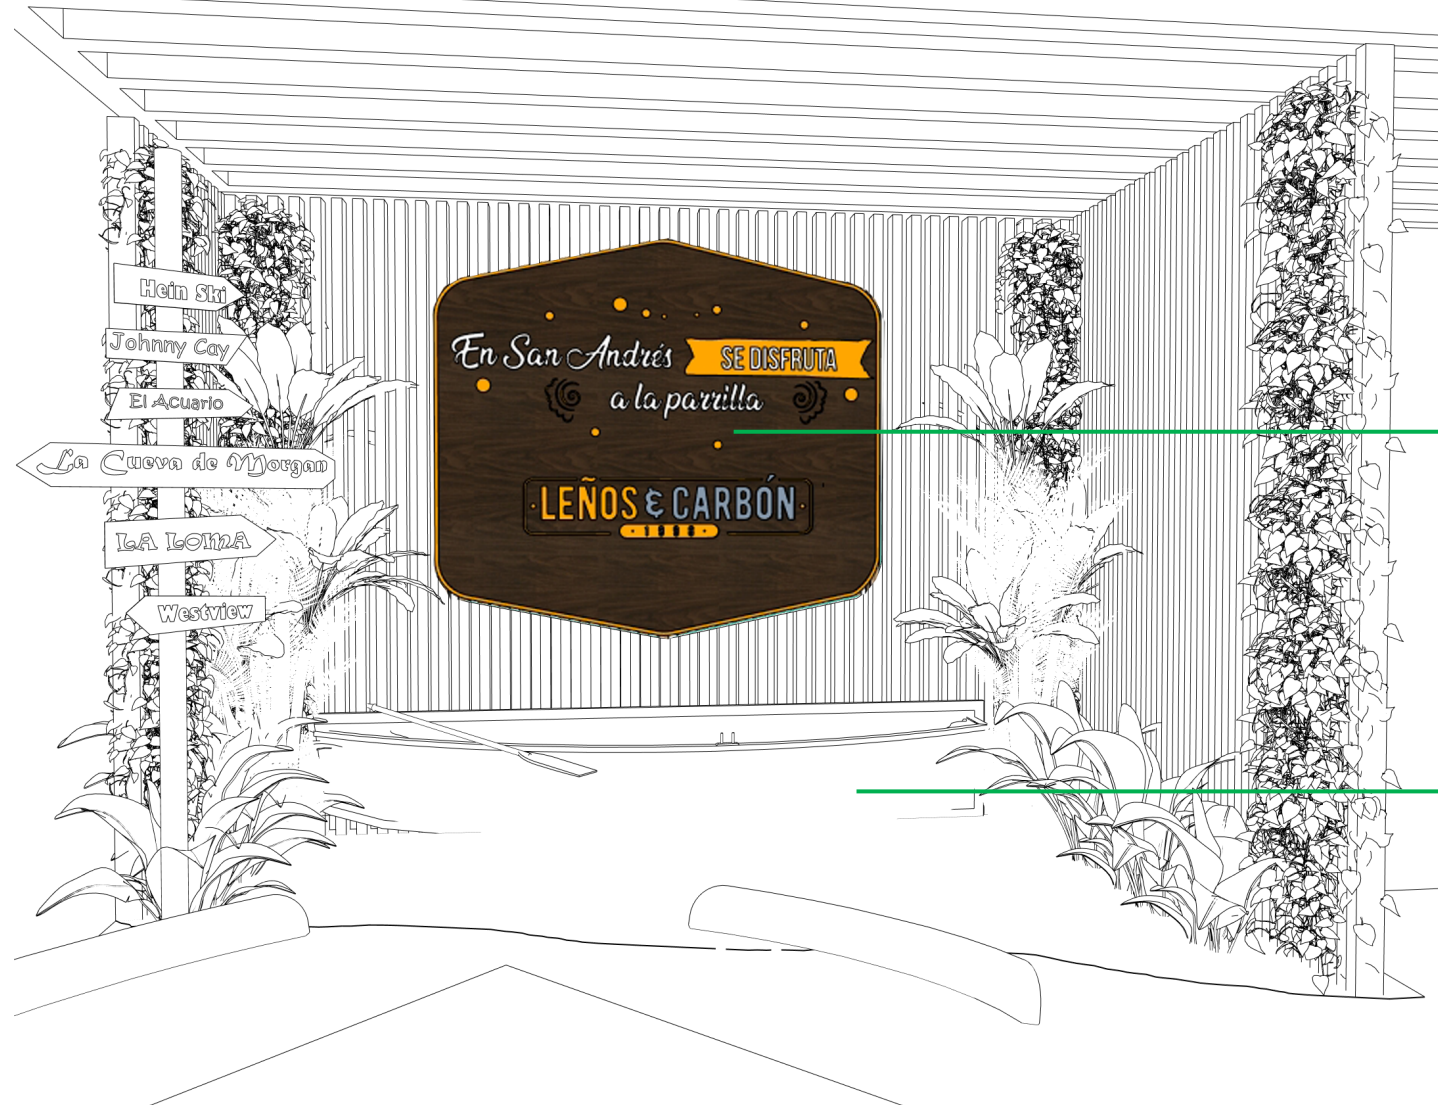 Hein Ski
Johnny Cay
El Acuario
La Cueva de Morgan
LA LOMA
Westview
En San Andrés SE DISFRUTA
a la parrilla
LEÑOS & CARBÓN